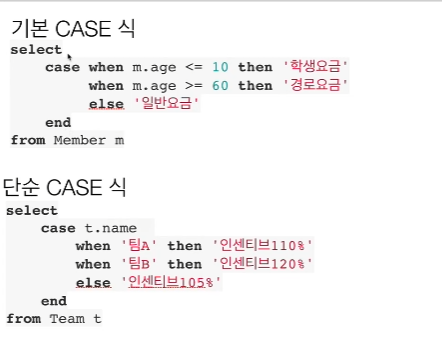 기본 CASE 식
select
case when m.age <= 10 then '학생요금'
when m.age >= 60 then '경로요금'
else '일반요금'
end
from Member m
단순 CASE 식
select
case t.name
when '팀A' then '인센티브110%'
when '팀B' then '인센티브120%'
else '인센티브105%'
end
from Team t